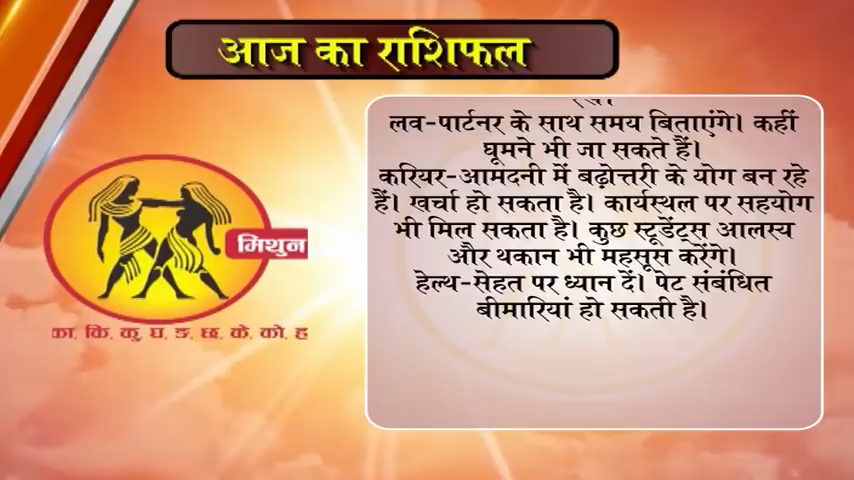 आज का राशिफल
लव-पार्टनर के साथ समय बिताएंगे। कहीं
घूमने भी जा सकते हैं।
करियर-आमदनी में बढ़ोत्तरी के योग बन रहे
हैं। खर्चा हो सकता है। कार्यस्थल पर सहयोग
भी मिल सकता है। कुछ स्टूडेंट्स आलस्य
और थकान भी महसूस करेंगे।
हेल्थ-सेहत पर ध्यान दें। पेट संबंधित
बीमारियां हो सकती है।
मिथुन
का, कि, कु, घ, ङ, छ, के, को, ह